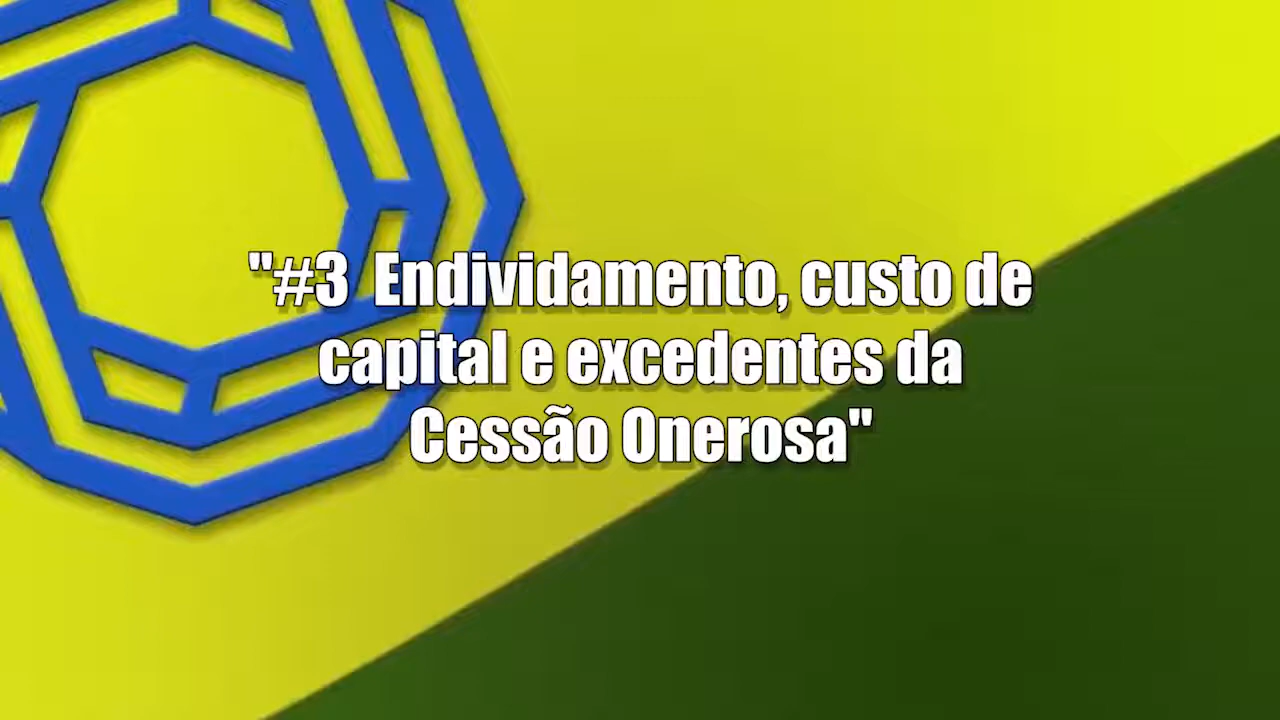 "#3  Endividamento, custo de
capital e excedentes da
Cessão Onerosa"